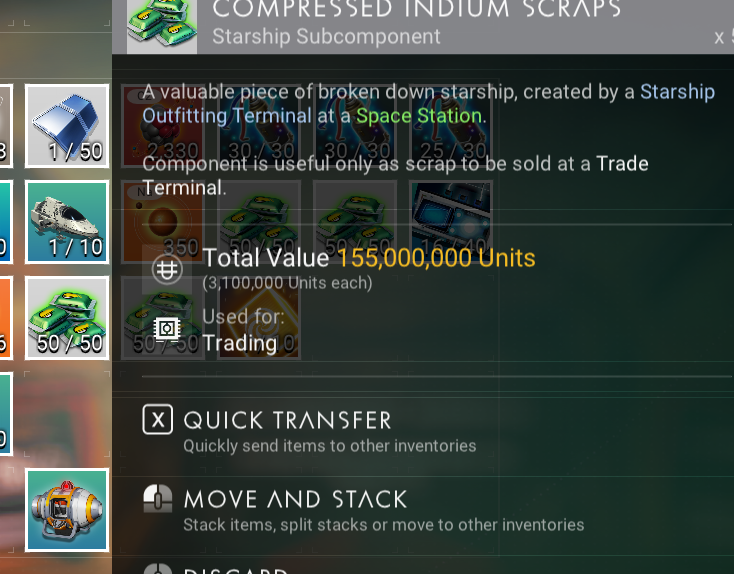 COMPRESSED INDIUM SCRAPS
Starship Subcomponent
x 5
A valuable piece of broken down starship, created by a Starship
Outfitting Terminal at a Space Station.
Component is useful only as scrap to be sold at a Trade
Terminal.
Total Value 155,000,000 Units
(3,100,000 Units each)
Used for:
Trading
X QUICK TRANSFER
Quickly send items to other inventories
MOVE AND STACK
Stack items, split stacks or move to other inventories
DISCARD
1 / 50
2,330
30 / 30
30 / 30
25 / 30
1 / 10
350
50 / 50
50 / 50
50 / 50